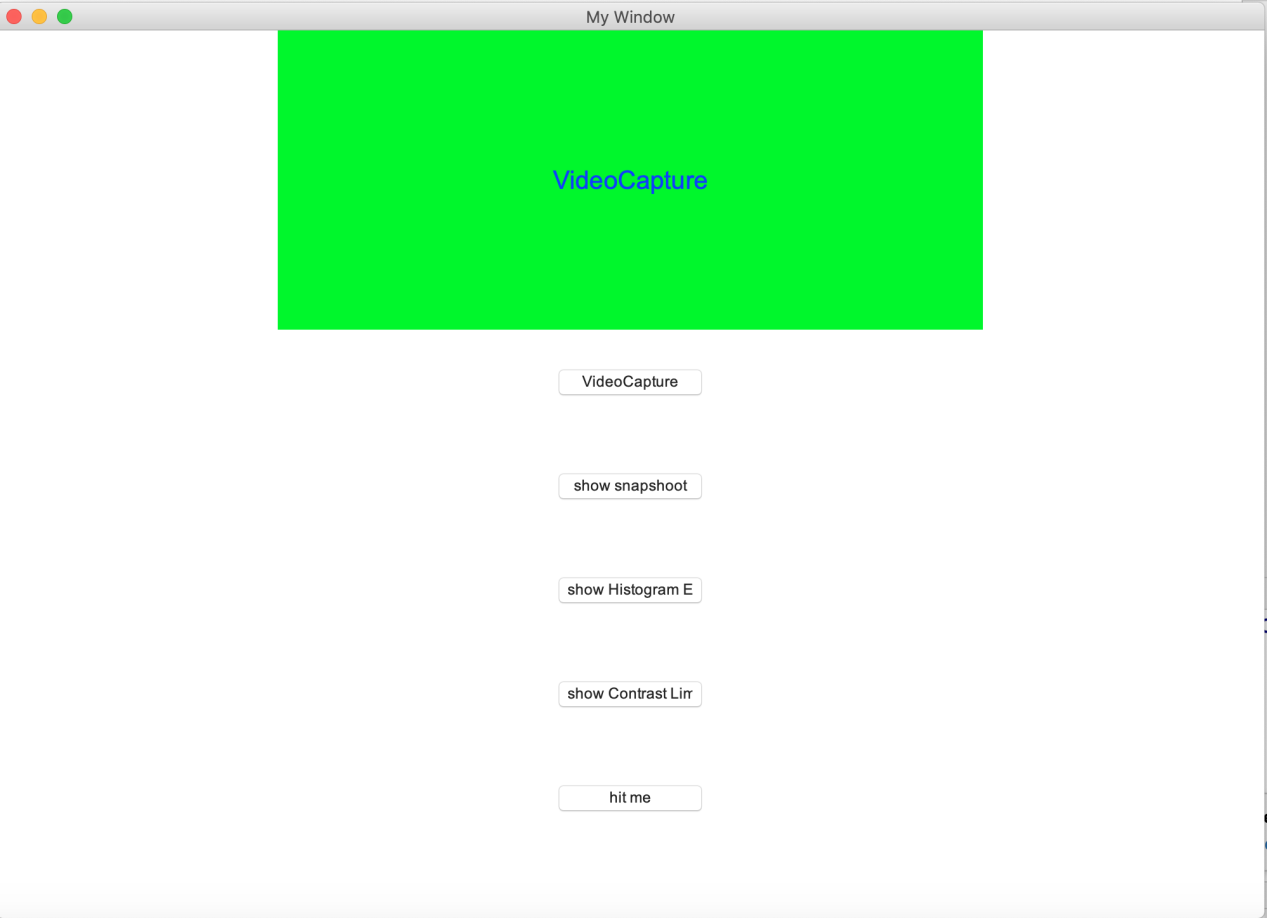 My Window
VideoCapture
VideoCapture
show snapshoot
show Histogram E
show Contrast Lim
hit me